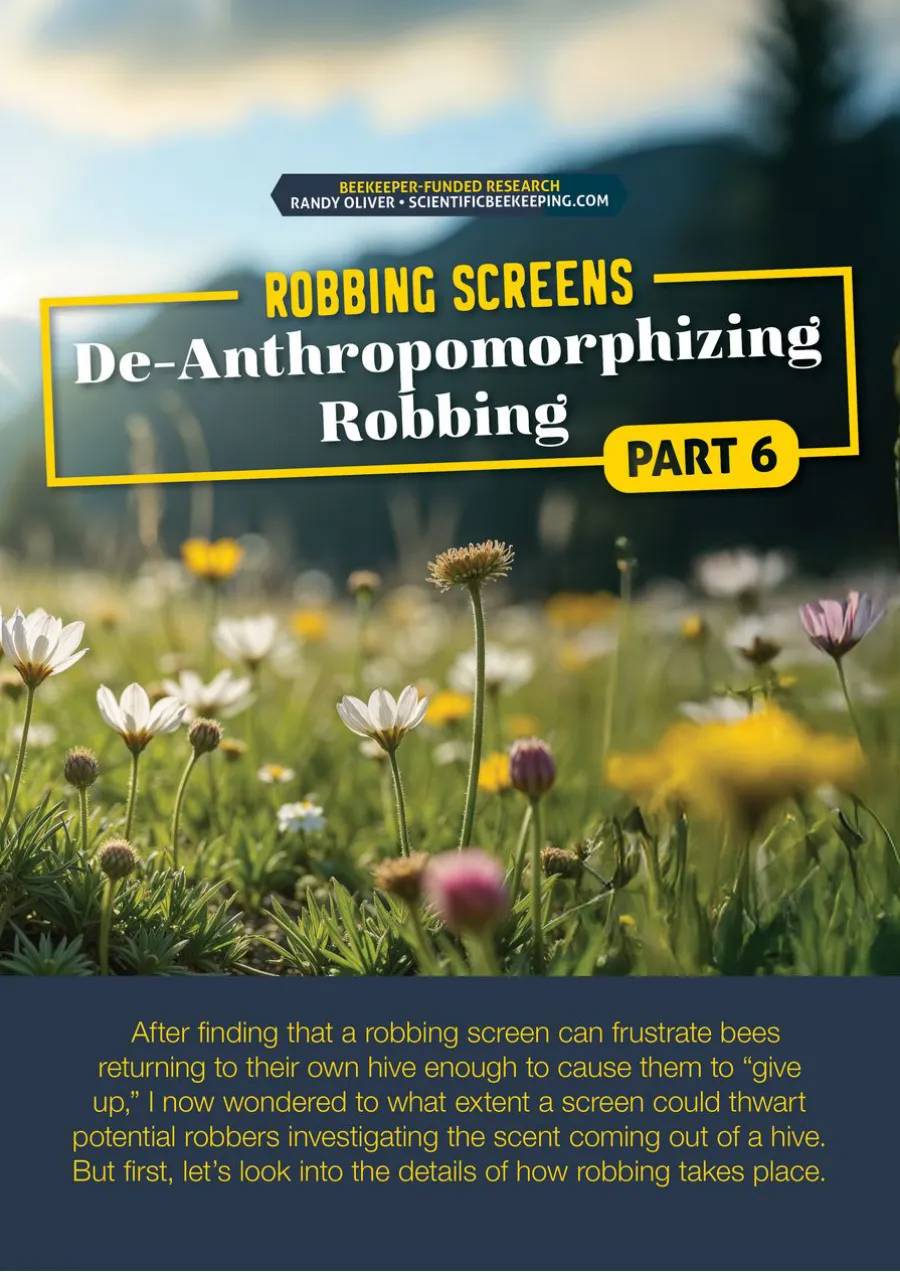 BEEKEEPER-FUNDED RESEARCH
RANDY OLIVER • SCIENTIFICBEEKEEPING.COM
ROBBING SCREENS
De-Anthropomorphizing
Robbing
PART 6
After finding that a robbing screen can frustrate bees
returning to their own hive enough to cause them to “give
up,” I now wondered to what extent a screen could thwart
potential robbers investigating the scent coming out of a hive.
But first, let’s look into the details of how robbing takes place.